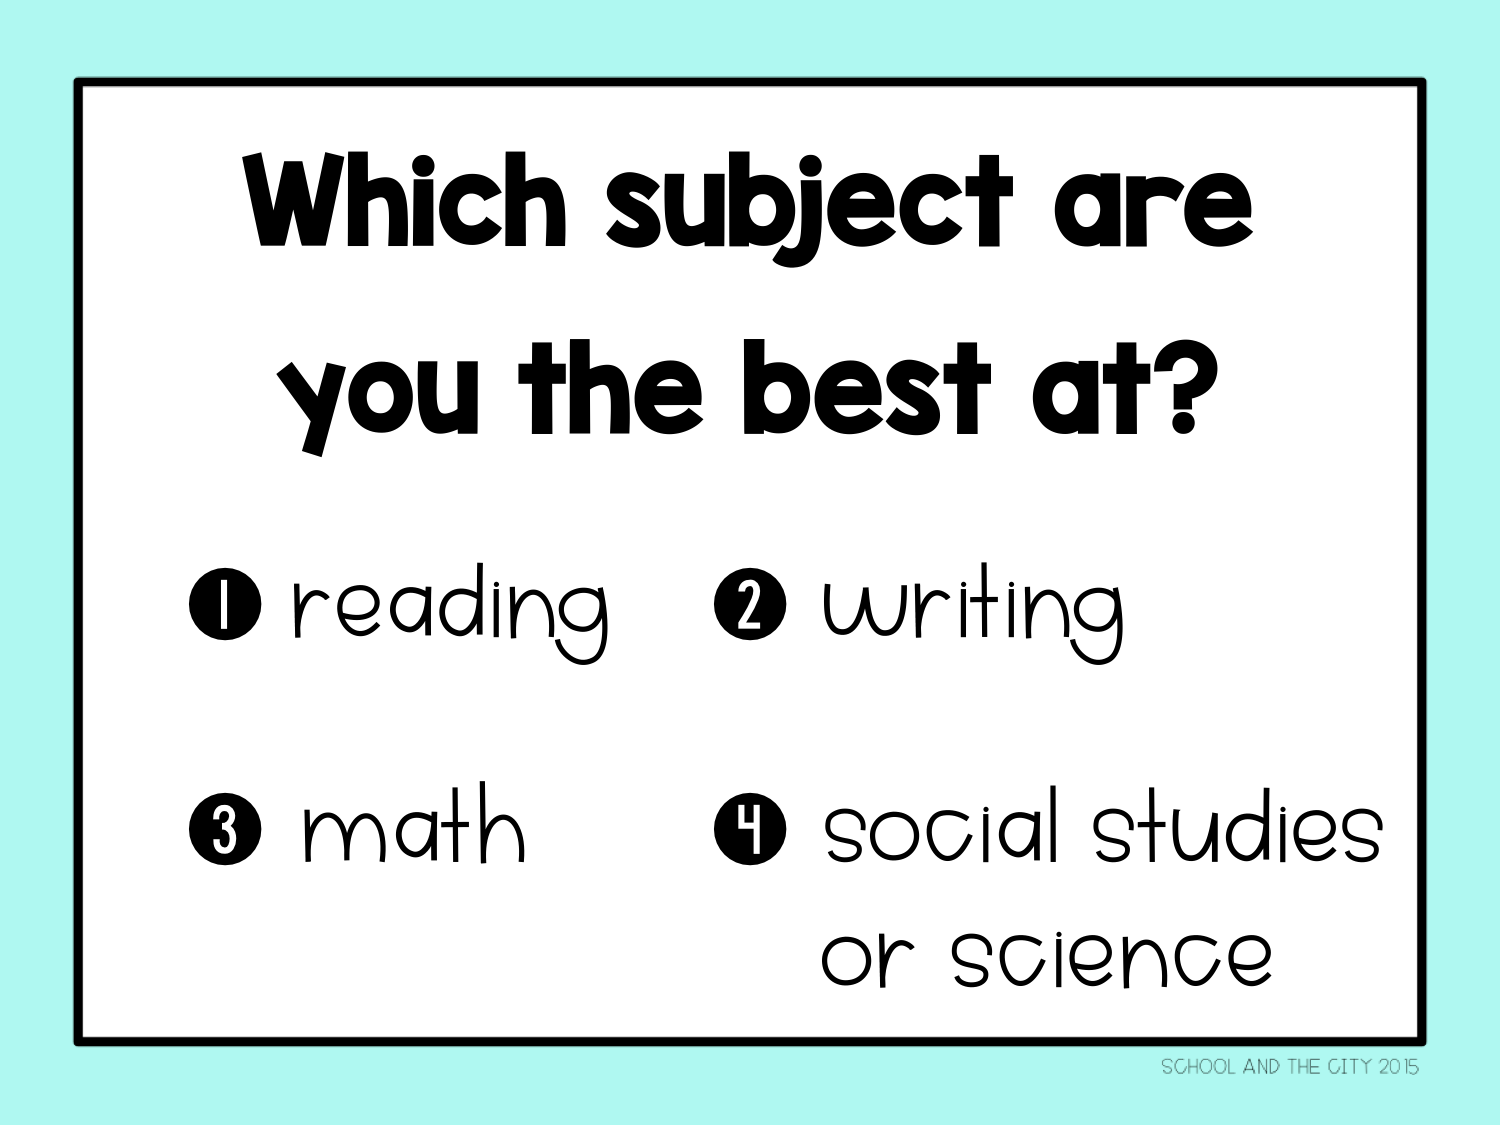 Which subject are
you the best at?
1 reading
2 writing
3 math
4 social studies
or science
SCHOOL AND THE CITY 2015